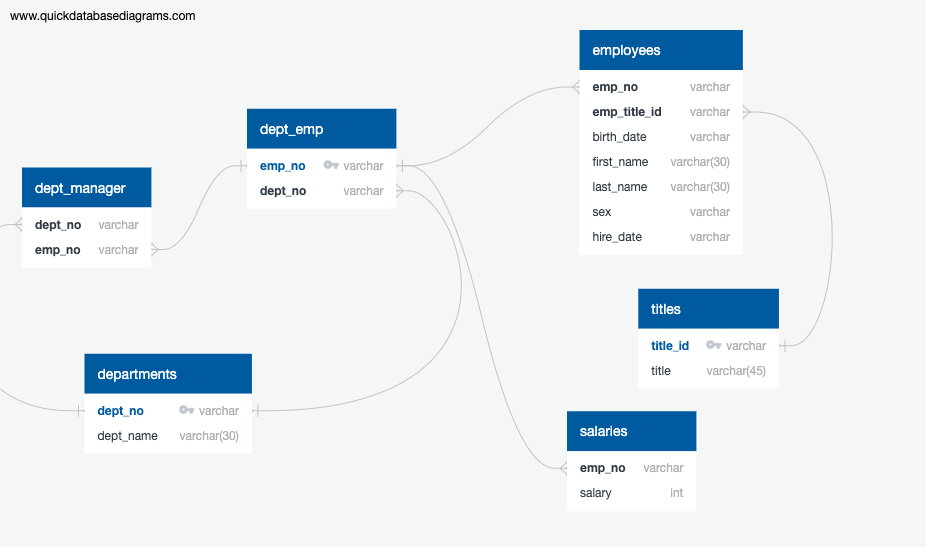 www.quickdatabasediagrams.com
employees
emp_no varchar
emp_title_id varchar
birth_date varchar
first_name varchar(30)
last_name varchar(30)
sex varchar
hire_date varchar
dept_emp
emp_no varchar
dept_no varchar
dept_manager
dept_no varchar
emp_no varchar
titles
title_id varchar
title varchar(45)
departments
dept_no varchar
dept_name varchar(30)
salaries
emp_no varchar
salary int